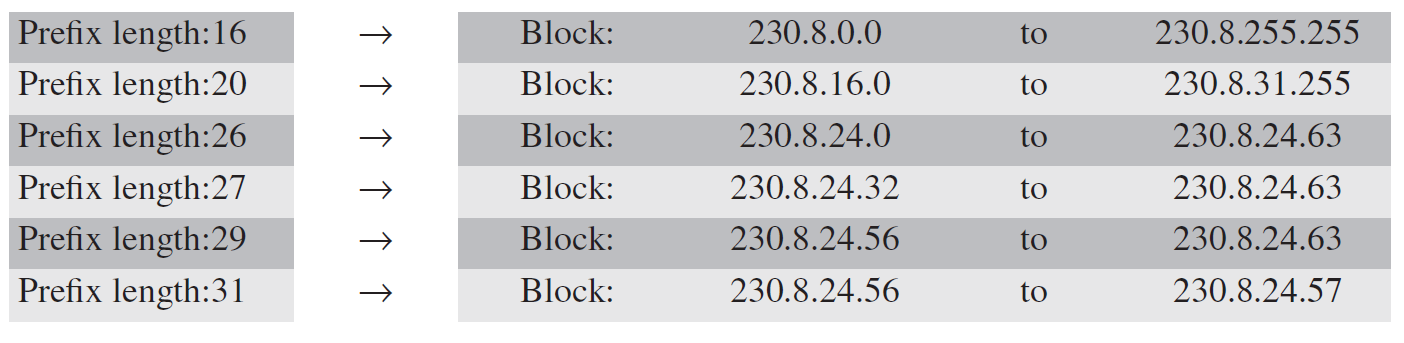 Prefix length:16 → Block: 230.8.0.0 to 230.8.255.255
Prefix length:20 → Block: 230.8.16.0 to 230.8.31.255
Prefix length:26 → Block: 230.8.24.0 to 230.8.24.63
Prefix length:27 → Block: 230.8.24.32 to 230.8.24.63
Prefix length:29 → Block: 230.8.24.56 to 230.8.24.63
Prefix length:31 → Block: 230.8.24.56 to 230.8.24.57